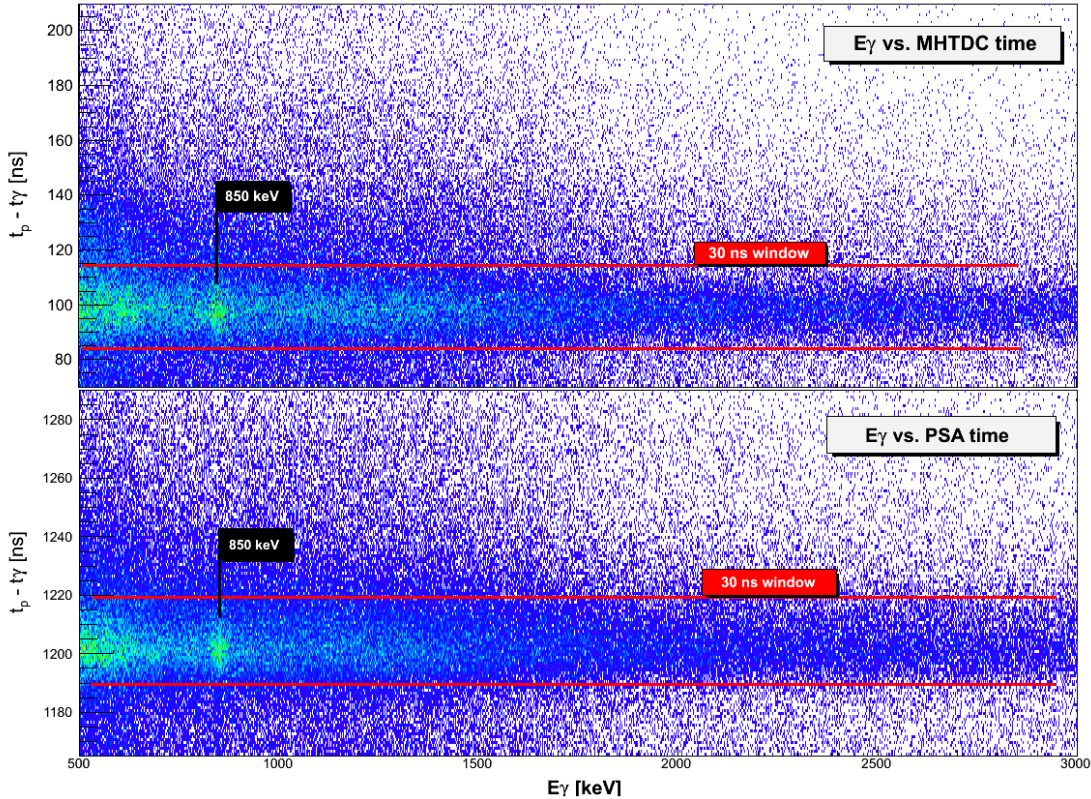 Eγ vs. MHTDC time
200
180
160
140
120
100
80
tp - tγ [ns]
850 keV
30 ns window
Eγ vs. PSA time
1280
1260
1240
1220
1200
1180
tp - tγ [ns]
850 keV
30 ns window
500 1000 1500 2000 2500 3000
Eγ [keV]